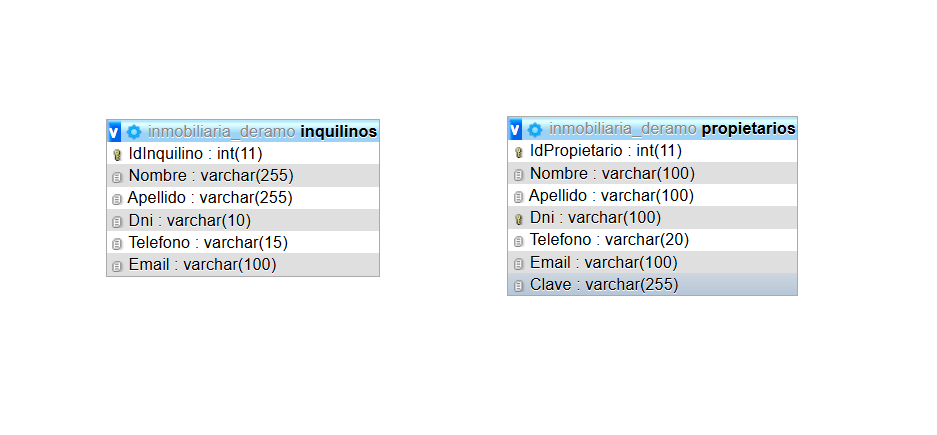 v inmobiliaria_deramo inquilinos
IdInquilino : int(11)
Nombre : varchar(255)
Apellido : varchar(255)
Dni : varchar(10)
Telefono : varchar(15)
Email : varchar(100)
v inmobiliaria_deramo propietarios
IdPropietario : int(11)
Nombre : varchar(100)
Apellido : varchar(100)
Dni : varchar(100)
Telefono : varchar(20)
Email : varchar(100)
Clave : varchar(255)